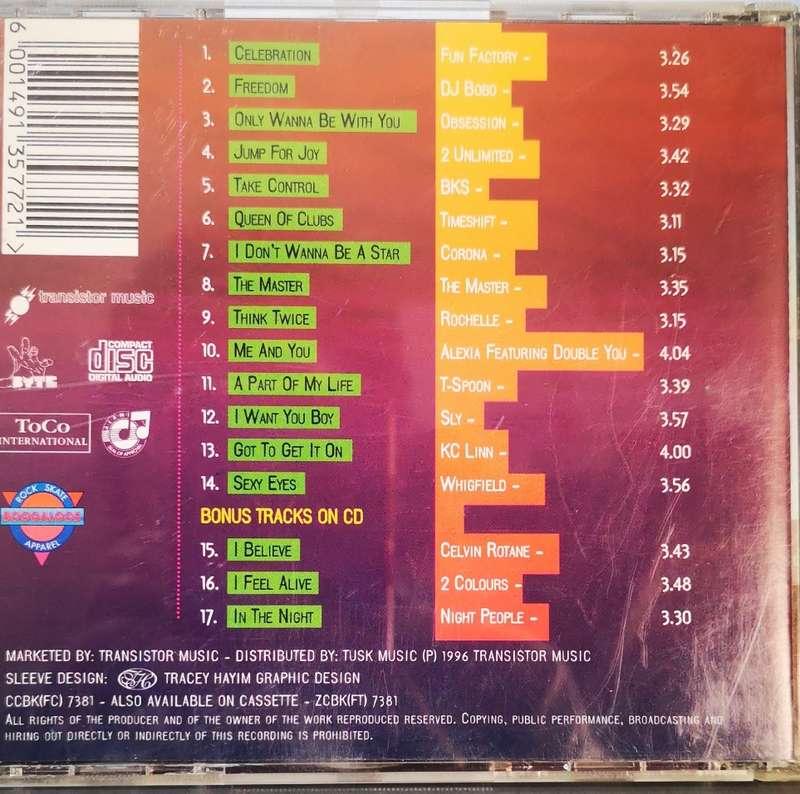 6 001491 357721 >
1. CELEBRATION FUN FACTORY - 3.26
2. FREEDOM DJ BOBO - 3.54
3. ONLY WANNA BE WITH YOU OBSESSION - 3.29
4. JUMP FOR JOY 2 UNLIMITED - 3.42
5. TAKE CONTROL BKS - 3.32
6. QUEEN OF CLUBS TIMESHIFT - 3.11
7. I DON'T WANNA BE A STAR CORONA - 3.15
8. THE MASTER THE MASTER - 3.35
9. THINK TWICE ROCHELLE - 3.15
10. ME AND YOU ALEXIA FEATURING DOUBLE YOU - 4.04
11. A PART OF MY LIFE T-SPOON - 3.39
12. I WANT YOU BOY SLY - 3.57
13. GOT TO GET IT ON KC LINN - 4.00
14. SEXY EYES WHIGFIELD - 3.56
BONUS TRACKS ON CD
15. I BELIEVE CELVIN ROTANE - 3.43
16. I FEEL ALIVE 2 COLOURS - 3.48
17. IN THE NIGHT NIGHT PEOPLE - 3.30
transistor music
BYTE
COMPACT
disc
DIGITAL AUDIO
ToCo
INTERNATIONAL
ROCK SKATE
BOOGALOOS
APPAREL
MARKETED BY: TRANSISTOR MUSIC - DISTRIBUTED BY: TUSK MUSIC (P) 1996 TRANSISTOR MUSIC
SLEEVE DESIGN: TH TRACEY HAYIM GRAPHIC DESIGN
CCBK(FC) 7381 - ALSO AVAILABLE ON CASSETTE - ZCBK(FT) 7381
ALL RIGHTS OF THE PRODUCER AND OF THE OWNER OF THE WORK REPRODUCED RESERVED. COPYING, PUBLIC PERFORMANCE, BROADCASTING AND
HIRING OUT DIRECTLY OR INDIRECTLY OF THIS RECORDING IS PROHIBITED.